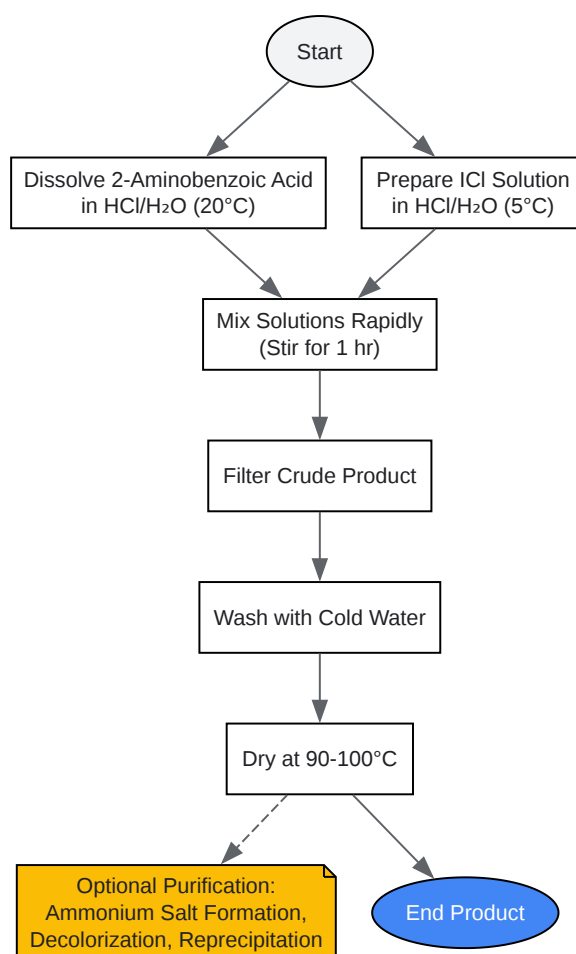 Start
Dissolve 2-Aminobenzoic Acid
in HCl/H₂O (20°C)
Prepare ICl Solution
in HCl/H₂O (5°C)
Mix Solutions Rapidly
(Stir for 1 hr)
Filter Crude Product
Wash with Cold Water
Dry at 90-100°C
Optional Purification:
Ammonium Salt Formation,
Decolorization, Reprecipitation
End Product